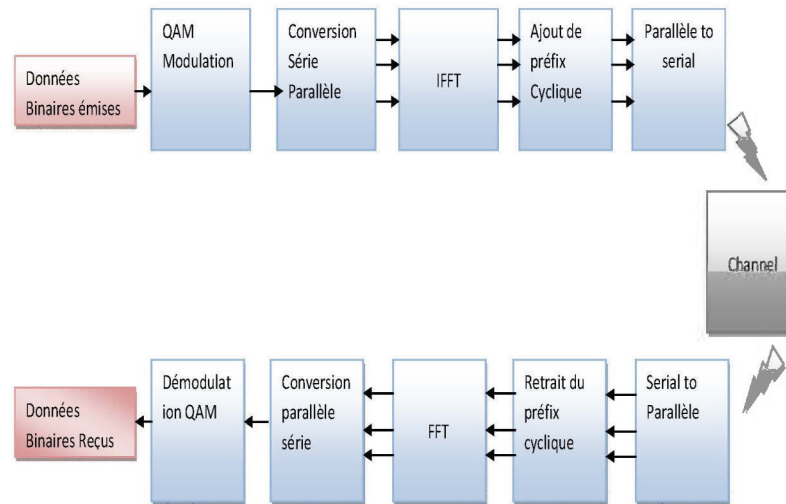 QAM
Modulation
Conversion
Série
Parallèle
IFFT
Ajout de
préfix
Cyclique
Parallèle to
serial
Données
Binaires émises
Channel
Données
Binaires Reçus
Démodulat
ion QAM
Conversion
parallèle
série
FFT
Retrait du
préfix
cyclique
Serial to
Parallèle